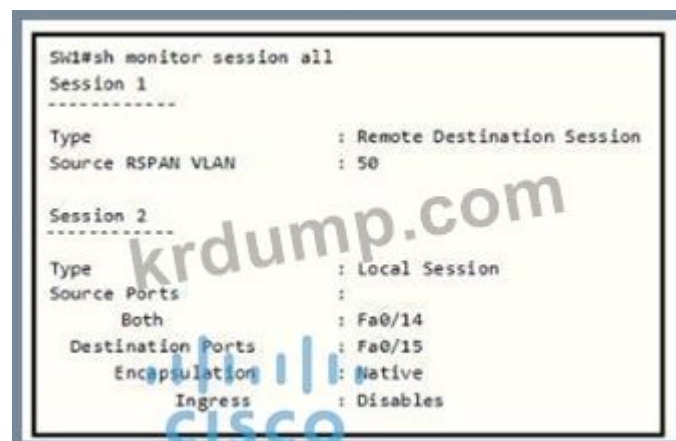 SW1#sh monitor session all
Session 1
------------
Type : Remote Destination Session
Source RSPAN VLAN : 50
Session 2
------------
krdump.com
Type : Local Session
Source Ports :
Both : Fa0/14
Destination Ports : Fa0/15
Encapsulation : Native
Ingress : Disables
CISCO